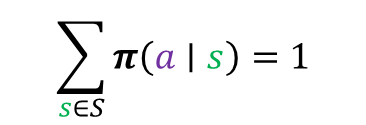 ∑ 𝝅(a | s) = 1
s∈S